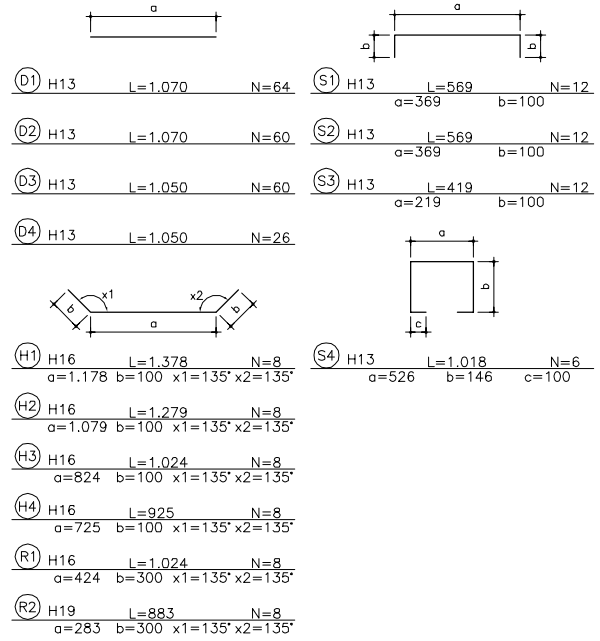 a
D1 H13 L=1.070 N=64
D2 H13 L=1.070 N=60
D3 H13 L=1.050 N=60
D4 H13 L=1.050 N=26
b x1 x2 b
a
H1 H16 L=1.378 N=8
a=1.178 b=100 x1=135° x2=135°
H2 H16 L=1.279 N=8
a=1.079 b=100 x1=135° x2=135°
H3 H16 L=1.024 N=8
a=824 b=100 x1=135° x2=135°
H4 H16 L=925 N=8
a=725 b=100 x1=135° x2=135°
R1 H16 L=1.024 N=8
a=424 b=300 x1=135° x2=135°
R2 H19 L=883 N=8
a=283 b=300 x1=135° x2=135°
a
b b
S1 H13 L=569 N=12
a=369 b=100
S2 H13 L=569 N=12
a=369 b=100
S3 H13 L=419 N=12
a=219 b=100
a
b
c
S4 H13 L=1.018 N=6
a=526 b=146 c=100